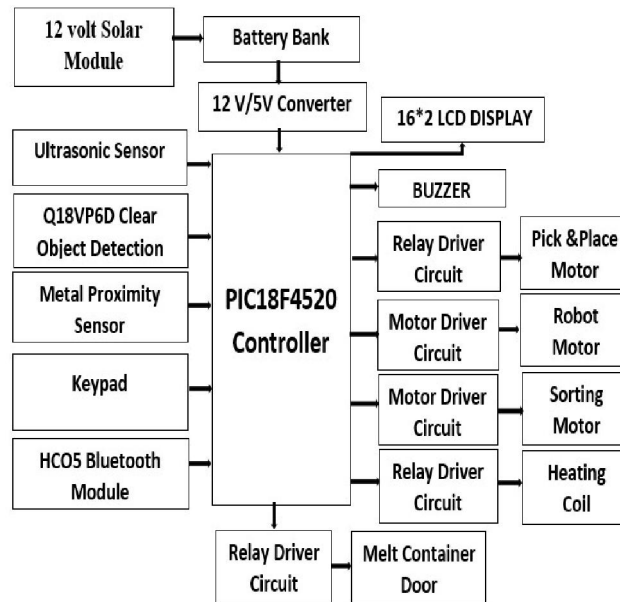 12 volt Solar
Module
Battery Bank
12 V/5V Converter
16*2 LCD DISPLAY
Ultrasonic Sensor
BUZZER
Q18VP6D Clear
Object Detection
Relay Driver
Circuit
Pick &Place
Motor
Metal Proximity
Sensor
PIC18F4520
Controller
Motor Driver
Circuit
Robot
Motor
Keypad
Motor Driver
Circuit
Sorting
Motor
HCO5 Bluetooth
Module
Relay Driver
Circuit
Heating
Coil
Relay Driver
Circuit
Melt Container
Door